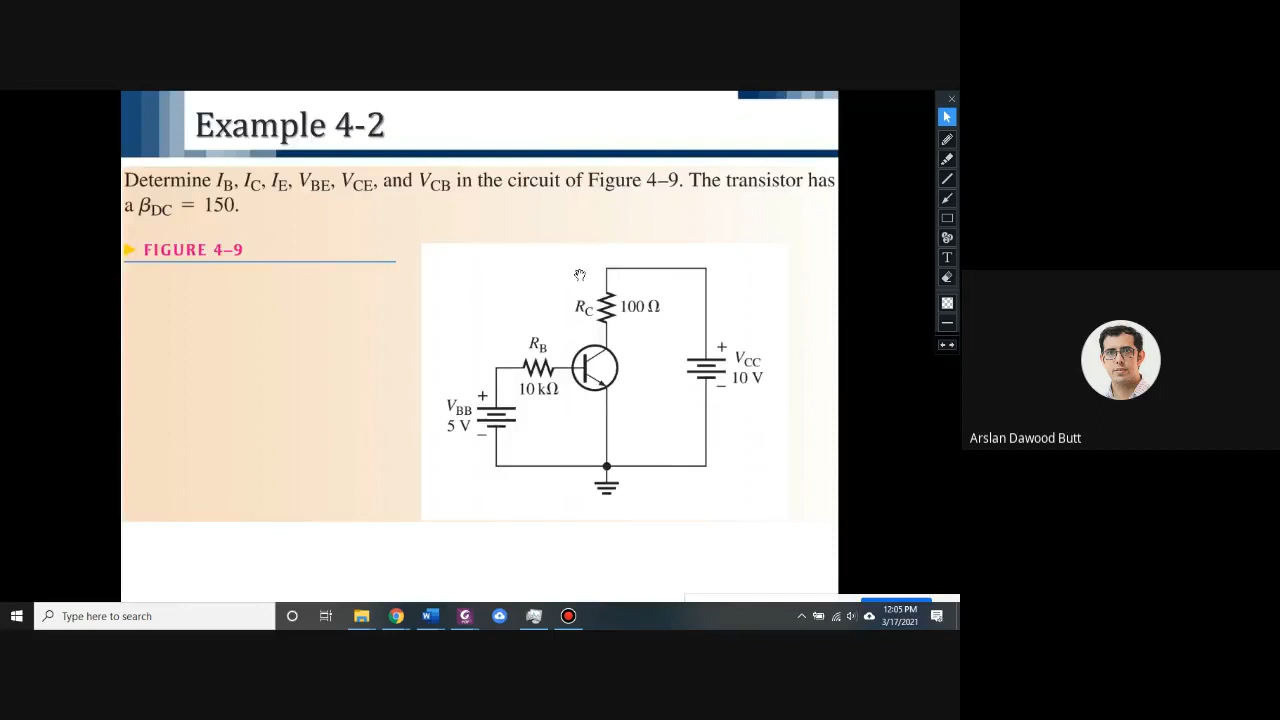 Example 4-2
Determine IB, IC, IE, VBE, VCE, and VCB in the circuit of Figure 4–9. The transistor has
a βDC = 150.
FIGURE 4–9
RC 100 Ω
RB
10 kΩ
+
VCC
10 V
−
+
VBB
5 V
−
T
Arslan Dawood Butt
Type here to search
12:05 PM
3/17/2021